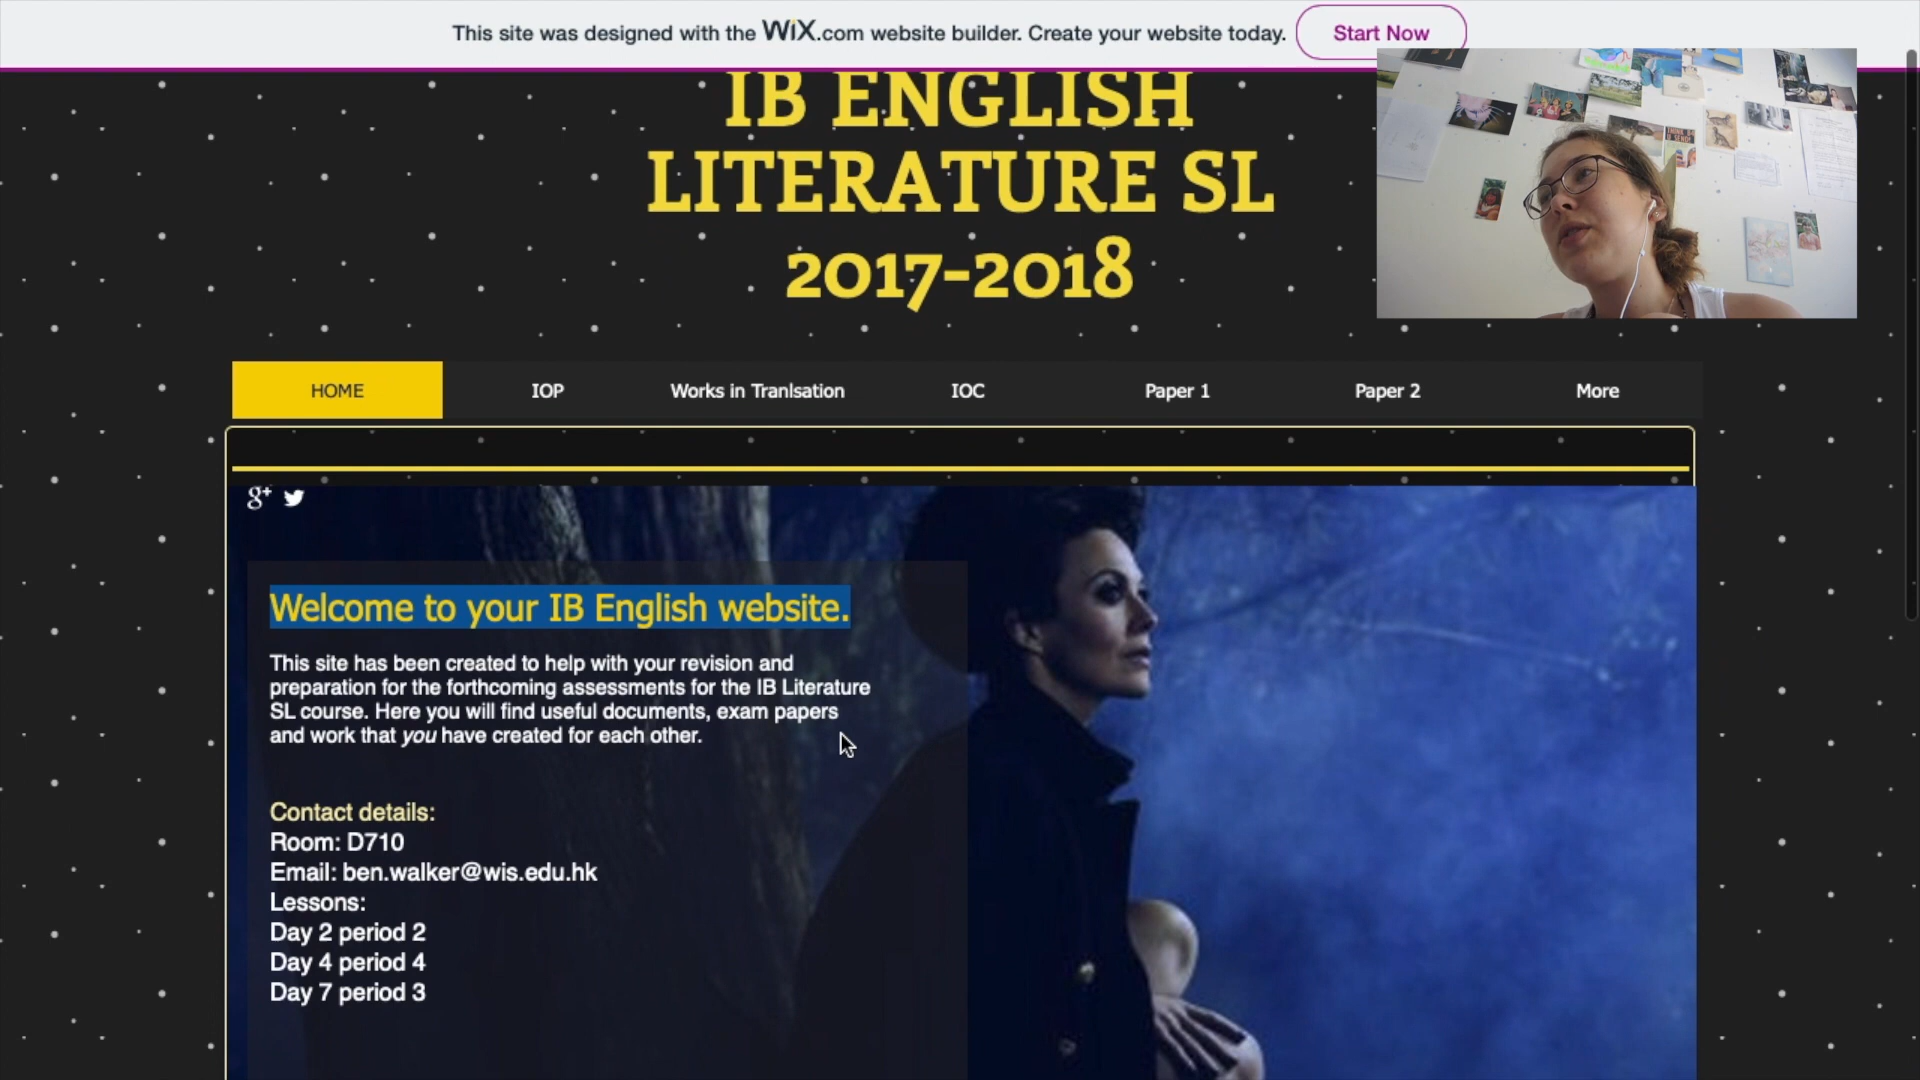 This site was designed with the WiX.com website builder. Create your website today.
Start Now
IB ENGLISH
LITERATURE SL
2017-2018
HOME
IOP
Works in Tranlsation
IOC
Paper 1
Paper 2
More
g+
Welcome to your IB English website.
This site has been created to help with your revision and
preparation for the forthcoming assessments for the IB Literature
SL course. Here you will find useful documents, exam papers
and work that you have created for each other.
Contact details:
Room: D710
Email: ben.walker@wis.edu.hk
Lessons:
Day 2 period 2
Day 4 period 4
Day 7 period 3